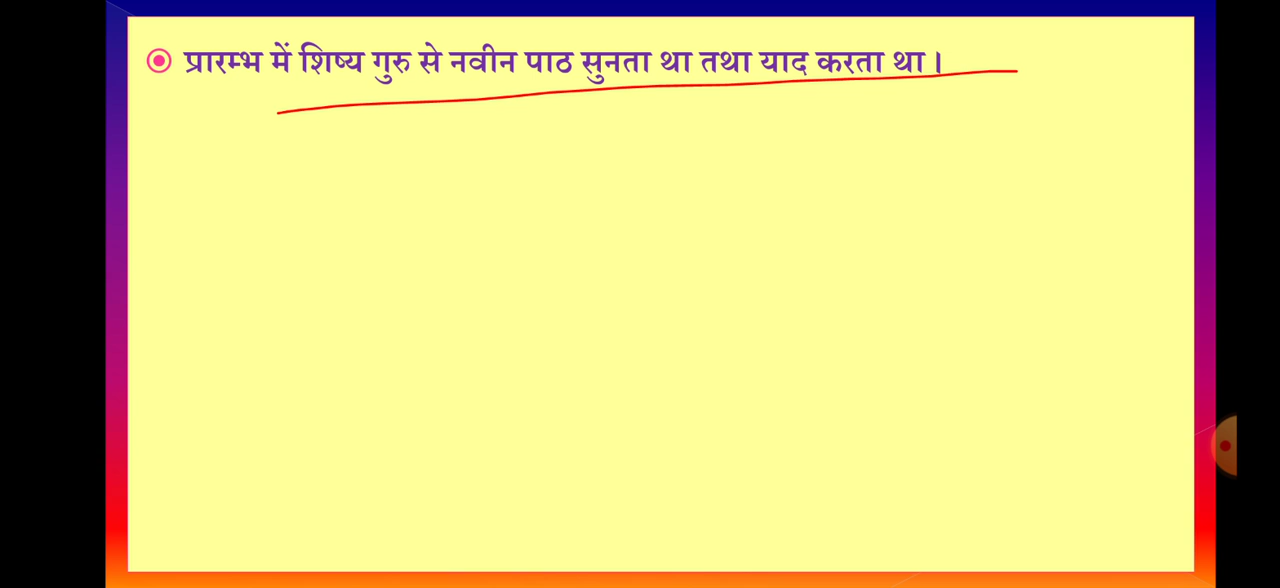 प्रारम्भ में शिष्य गुरु से नवीन पाठ सुनता था तथा याद करता था।